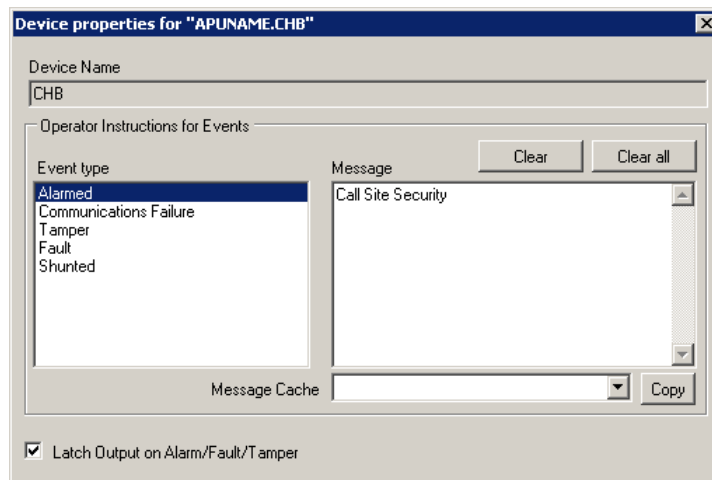 Device properties for "APUNAME.CHB"
Device Name
CHB
Operator Instructions for Events
Clear
Clear all
Event type
Message
Alarmed
Communications Failure
Tamper
Fault
Shunted
Call Site Security
Message Cache
Copy
Latch Output on Alarm/Fault/Tamper